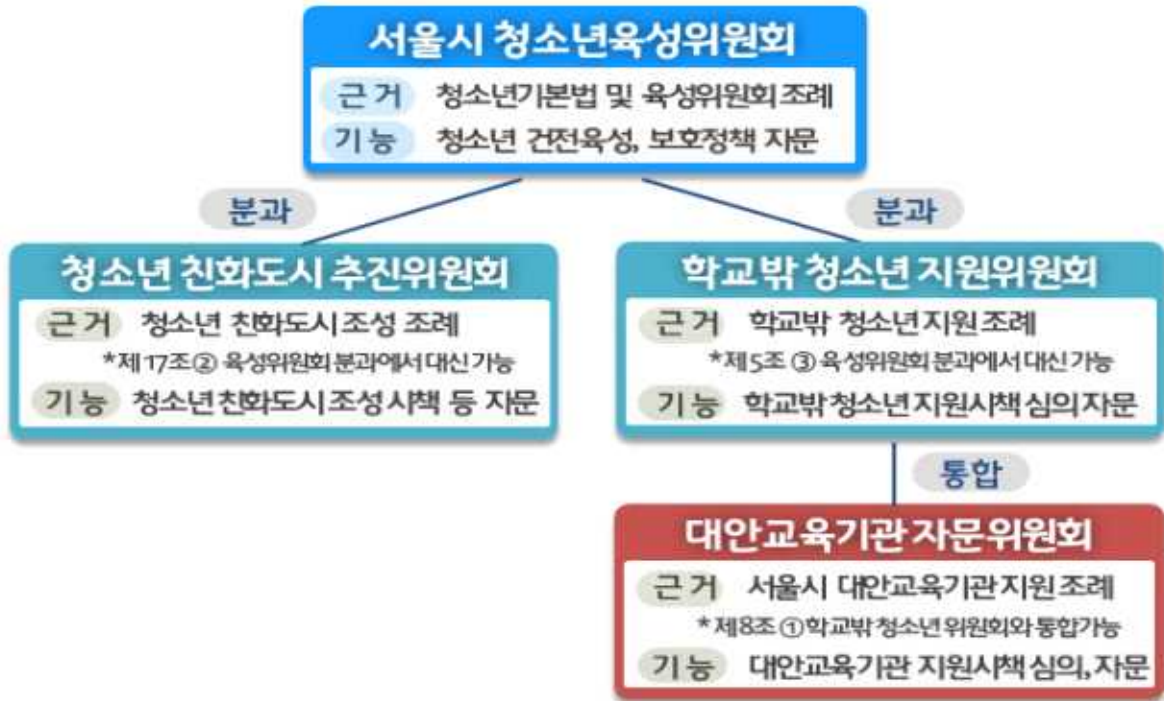 서울시 청소년육성위원회
근거 청소년기본법 및 육성위원회 조례
기능 청소년 건전육성, 보호정책 자문
분과
분과
청소년 친화도시 추진위원회
근거 청소년 친화도시 조성 조례
*제17조② 육성위원회 분과에서 대신 가능
기능 청소년 친화도시 조성 시책 등 자문
학교밖 청소년 지원위원회
근거 학교밖 청소년 지원 조례
*제5조 ③ 육성위원회 분과에서 대신 가능
기능 학교밖 청소년 지원시책 심의 자문
통합
대안교육기관 자문위원회
근거 서울시 대안교육기관 지원 조례
* 제8조 ① 학교밖 청소년 위원회와 통합가능
기능 대안교육기관 지원시책 심의, 자문